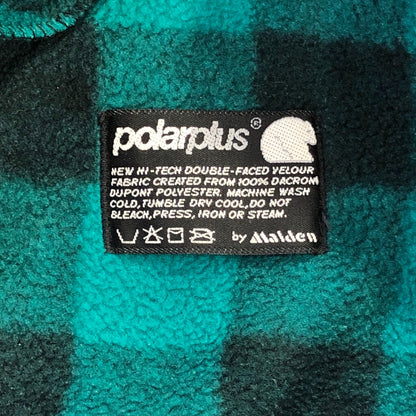 polarplus®
NEW HI-TECH DOUBLE-FACED VELOUR
FABRIC CREATED FROM 100% DACRON
DUPONT POLYESTER. MACHINE WASH
COLD, TUMBLE DRY COOL, DO NOT
BLEACH, PRESS, IRON OR STEAM.
by Malden